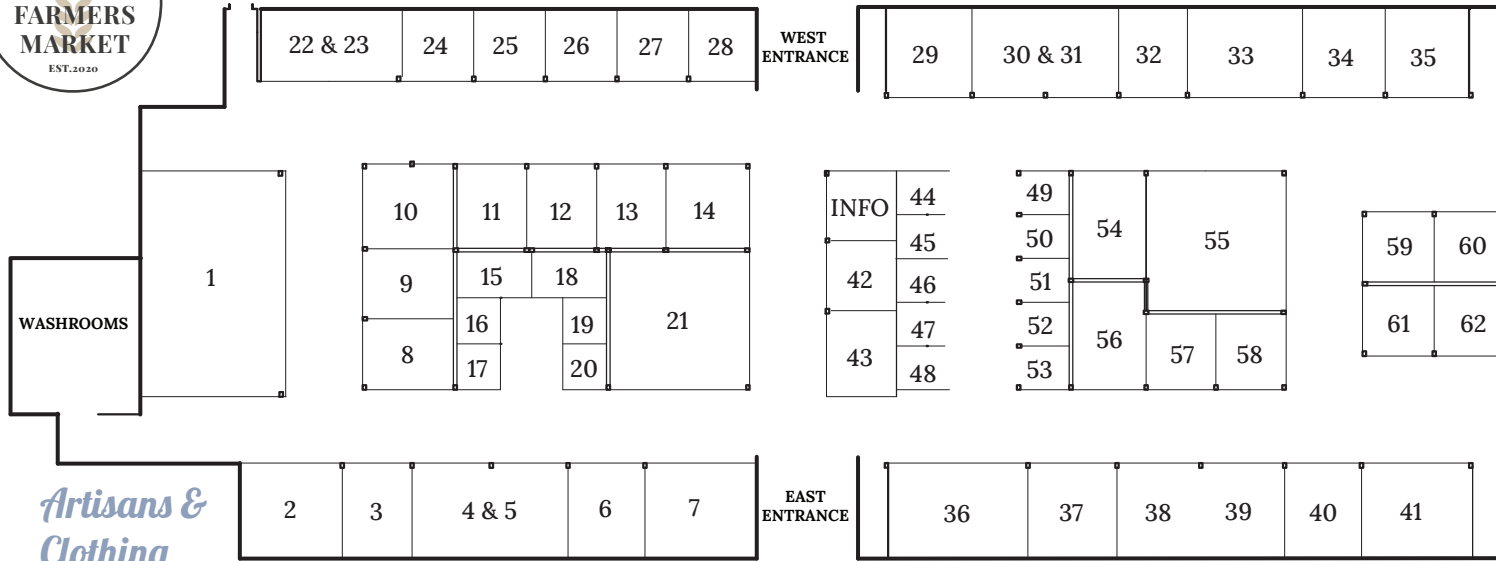 FARMERS
MARKET
EST.2020
22 & 23 24 25 26 27 28
WEST
ENTRANCE
29 30 & 31 32 33 34 35
1
10 11 12 13 14
9 15 18
16 19 21
8 17 20
INFO 44
45
42 46
47
43 48
49 54 55
50
51
52 56 57 58
53
59 60
61 62
WASHROOMS
2 3 4 & 5 6 7
EAST
ENTRANCE
36 37 38 39 40 41
Artisans &
Clothing